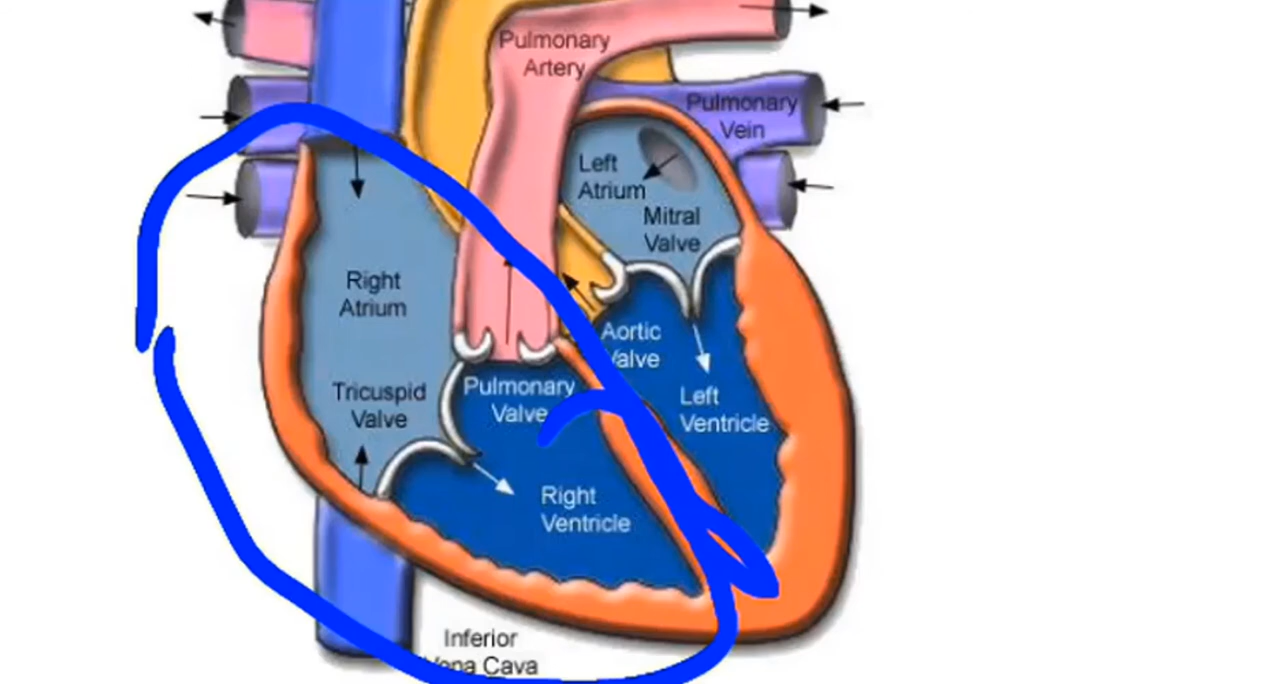 Pulmonary
Artery
Pulmonary
Vein
Left
Atrium
Mitral
Valve
Right
Atrium
Aortic
Valve
Tricuspid
Valve
Pulmonary
Valve
Left
Ventricle
Right
Ventricle
Inferior
Vena Cava